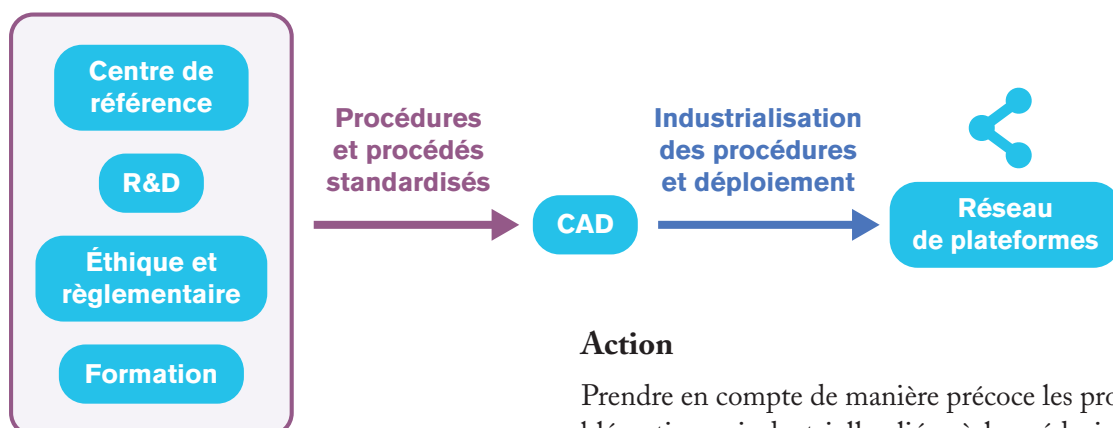 Centre de
référence
R&D
Éthique et
règlementaire
Formation
Procédures
et procédés
standardisés
CAD
Industrialisation
des procédures
et déploiement
Réseau
de plateformes
Action
Prendre en compte de manière précoce les